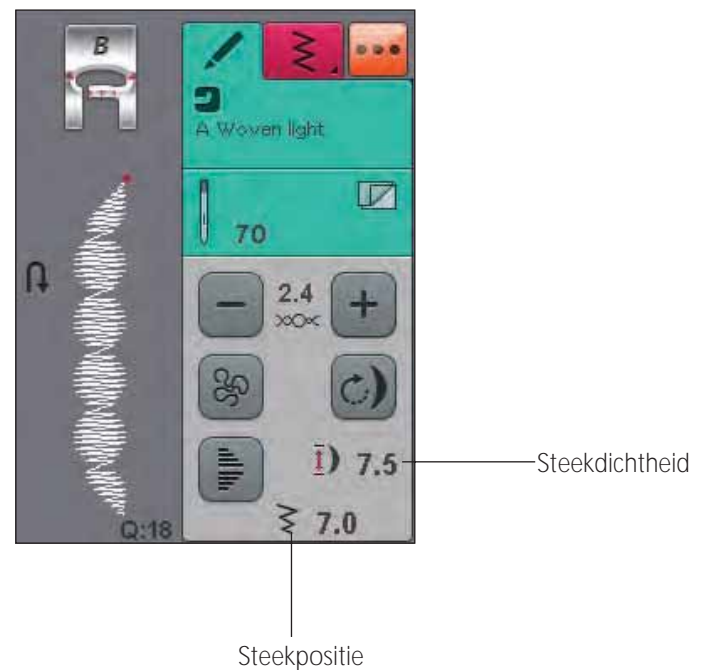 B
A Woven light
70
2.4
7.5
Steekdichtheid
Q:18
7.0
Steekpositie